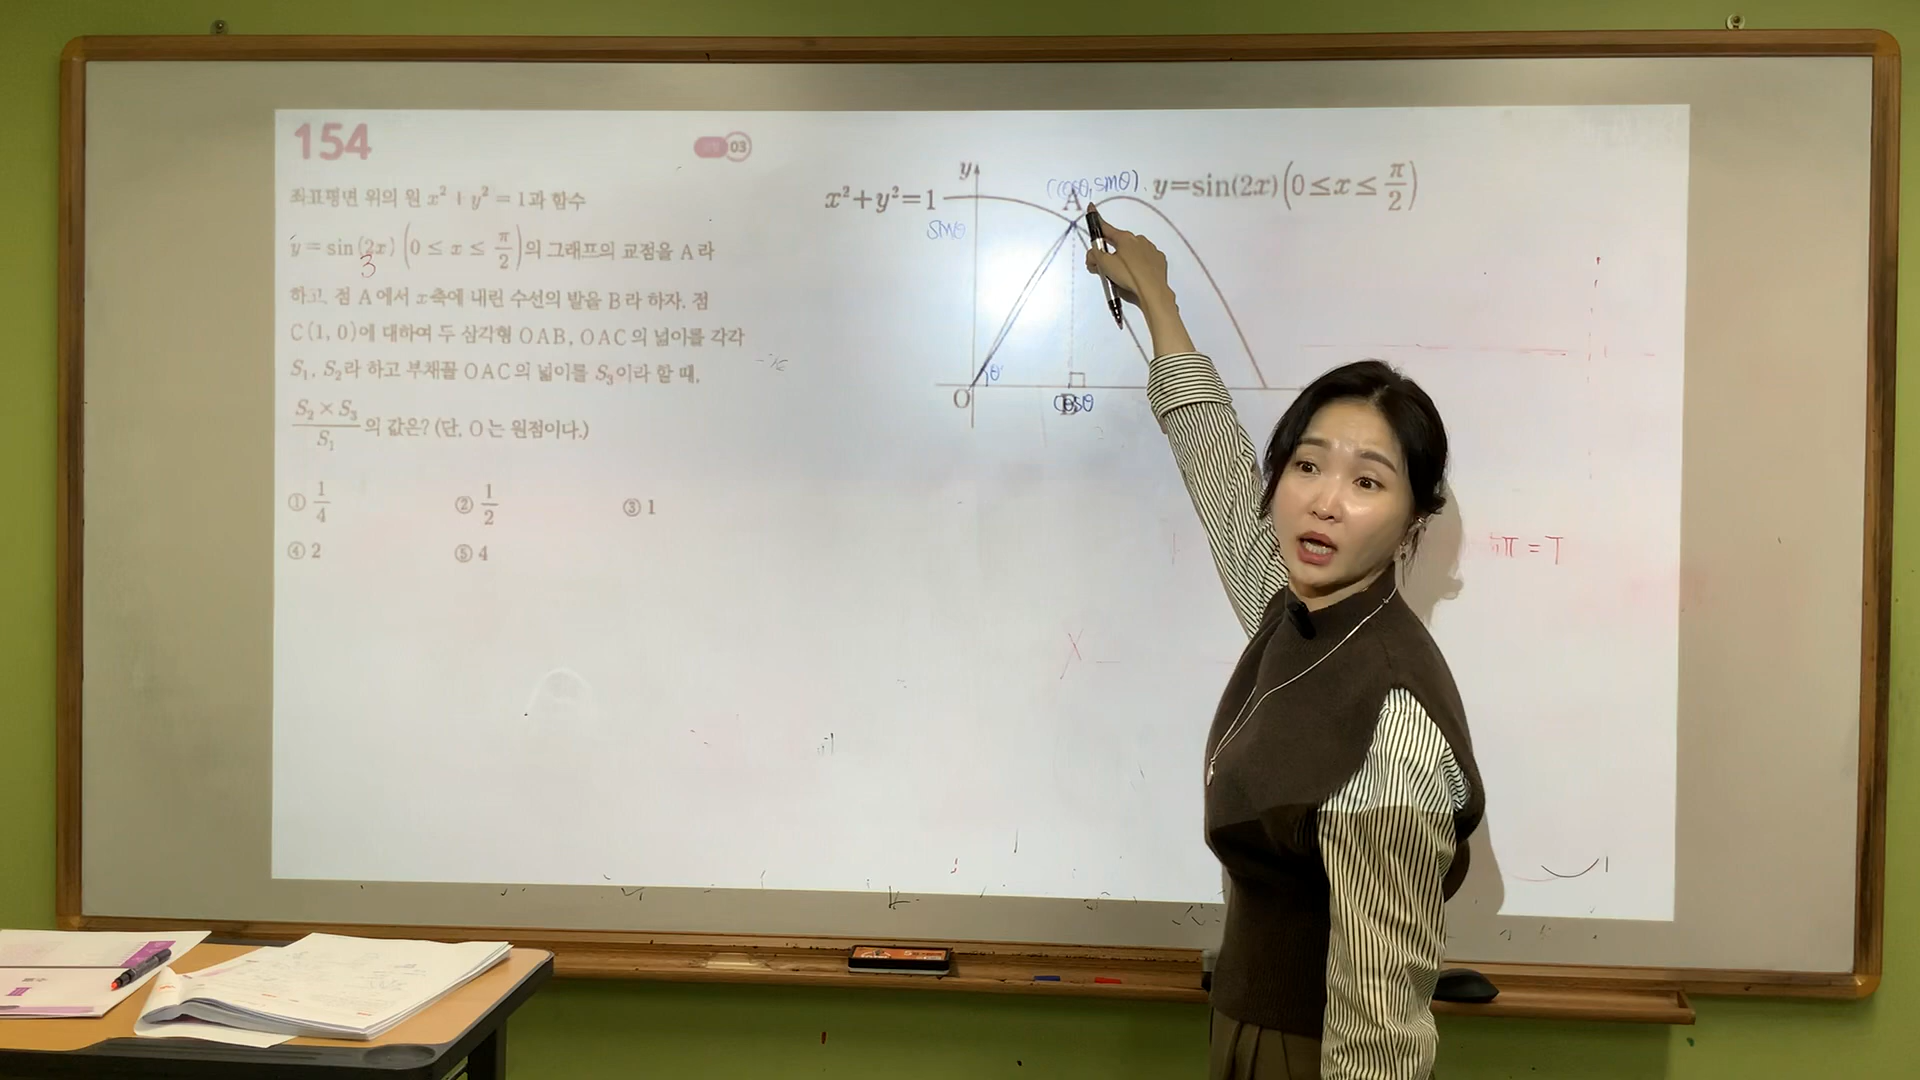 154
03
좌표평면 위의 원 x² + y² = 1과 함수
y = sin(2x) (0 ≤ x ≤ π/2)의 그래프의 교점을 A라
3
하고, 점 A에서 x축에 내린 수선의 발을 B라 하자. 점
C(1, 0)에 대하여 두 삼각형 OAB, OAC의 넓이를 각각
S₁, S₂라 하고 부채꼴 OAC의 넓이를 S₃이라 할 때,
(S₂ × S₃)/S₁의 값은? (단, O는 원점이다.)
① 1/4
② 1/2
③ 1
④ 2
⑤ 4
y
x²+y²=1
(cosθ, sinθ)
A
y=sin(2x)(0≤x≤π/2)
sinθ
θ
O
B
cosθ
π = T
X